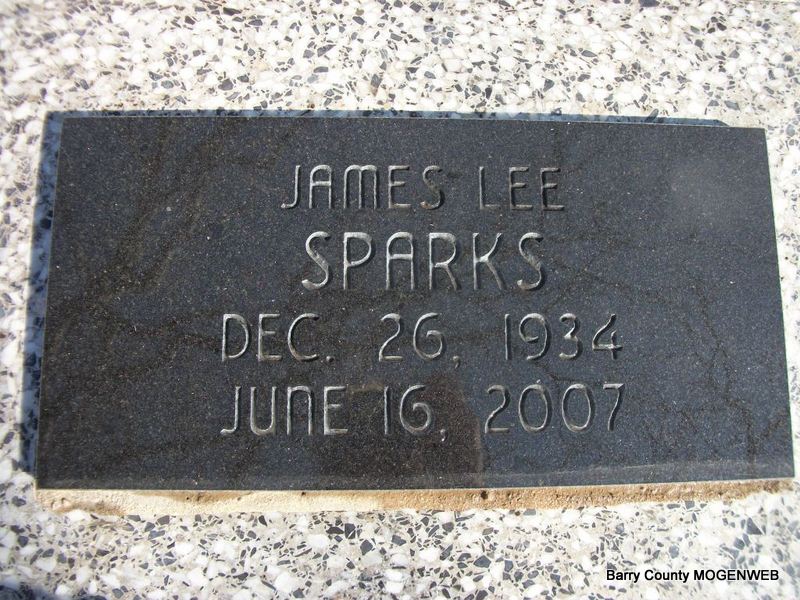 JAMES LEE
SPARKS
DEC. 26, 1934
JUNE 16, 2007
Barry County MOGENWEB